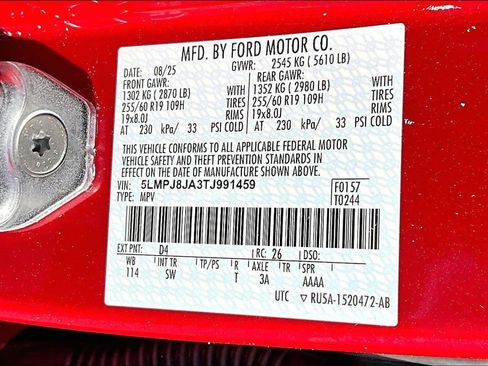 MFD. BY FORD MOTOR CO.
DATE: 08/25 GVWR: 2545 KG ( 5610 LB)
FRONT GAWR: REAR GAWR:
1302 KG ( 2870 LB) WITH 1352 KG ( 2980 LB) WITH
255/60 R19 109H TIRES 255/60 R19 109H TIRES
19x8.0J RIMS 19x8.0J RIMS
AT 230 kPa/ 33 PSI COLD AT 230 kPa/ 33 PSI COLD
THIS VEHICLE CONFORMS TO ALL APPLICABLE FEDERAL MOTOR
VEHICLE SAFETY AND THEFT PREVENTION STANDARDS IN EFFECT
ON THE DATE OF MANUFACTURE SHOWN ABOVE.
VIN: 5LMPJ8JA3TJ991459 F0157
TYPE: MPV T0244
EXT PNT: D4 RC: 26 DSO:
WB INT TR TP/PS R AXLE TR SPR
114 SW T 3A AAAA
UTC ▽ RU5A-1520472-AB